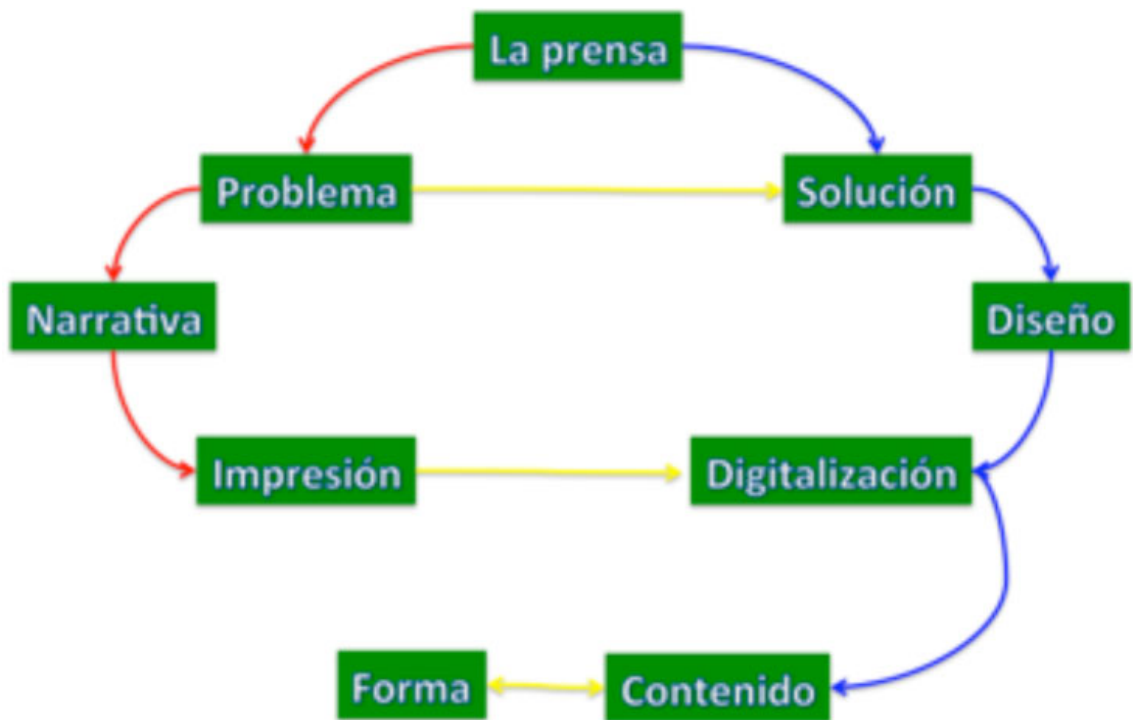 La prensa
Problema
Solución
Narrativa
Diseño
Impresión
Digitalización
Forma
Contenido